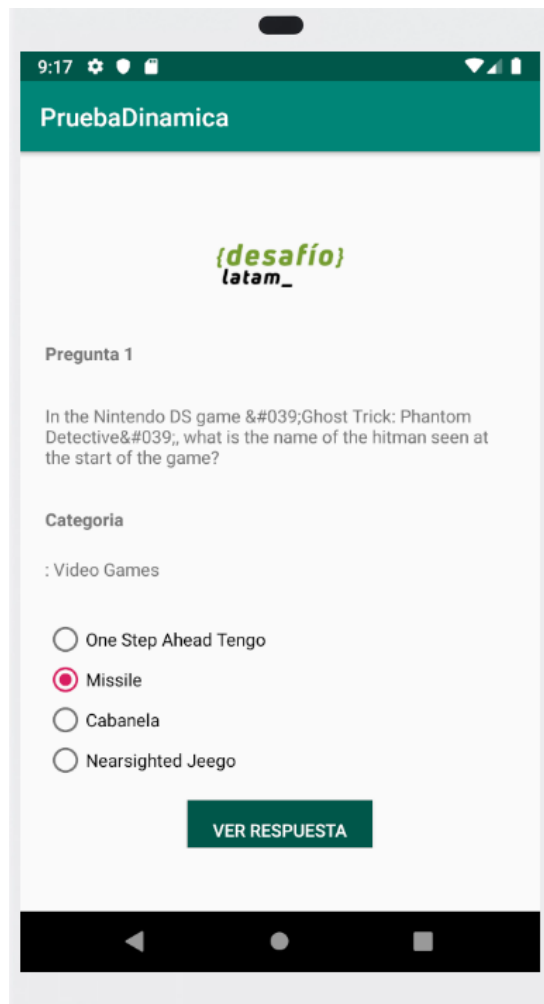 9:17
PruebaDinamica
{desafío}
latam_
Pregunta 1
In the Nintendo DS game &#039;Ghost Trick: Phantom
Detective&#039;, what is the name of the hitman seen at
the start of the game?
Categoria
: Video Games
One Step Ahead Tengo
Missile
Cabanela
Nearsighted Jeego
VER RESPUESTA